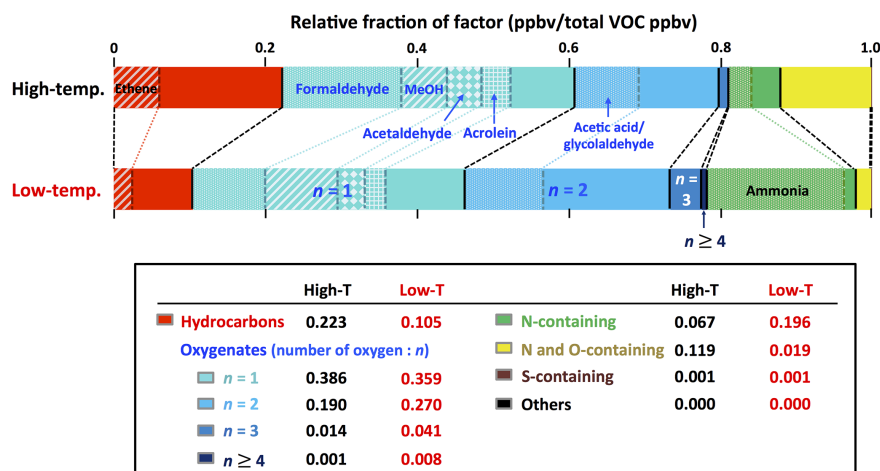 Relative fraction of factor (ppbv/total VOC ppbv)
0 0.2 0.4 0.6 0.8 1.0
High-temp.
Ethene
Formaldehyde
MeOH
Acetaldehyde
Acrolein
Acetic acid/
glycolaldehyde
Low-temp.
n = 1
n = 2
n =
3
Ammonia
n ≥ 4
High-T Low-T
Hydrocarbons 0.223 0.105
Oxygenates (number of oxygen : n)
n = 1 0.386 0.359
n = 2 0.190 0.270
n = 3 0.014 0.041
n ≥ 4 0.001 0.008
High-T Low-T
N-containing 0.067 0.196
N and O-containing 0.119 0.019
S-containing 0.001 0.001
Others 0.000 0.000